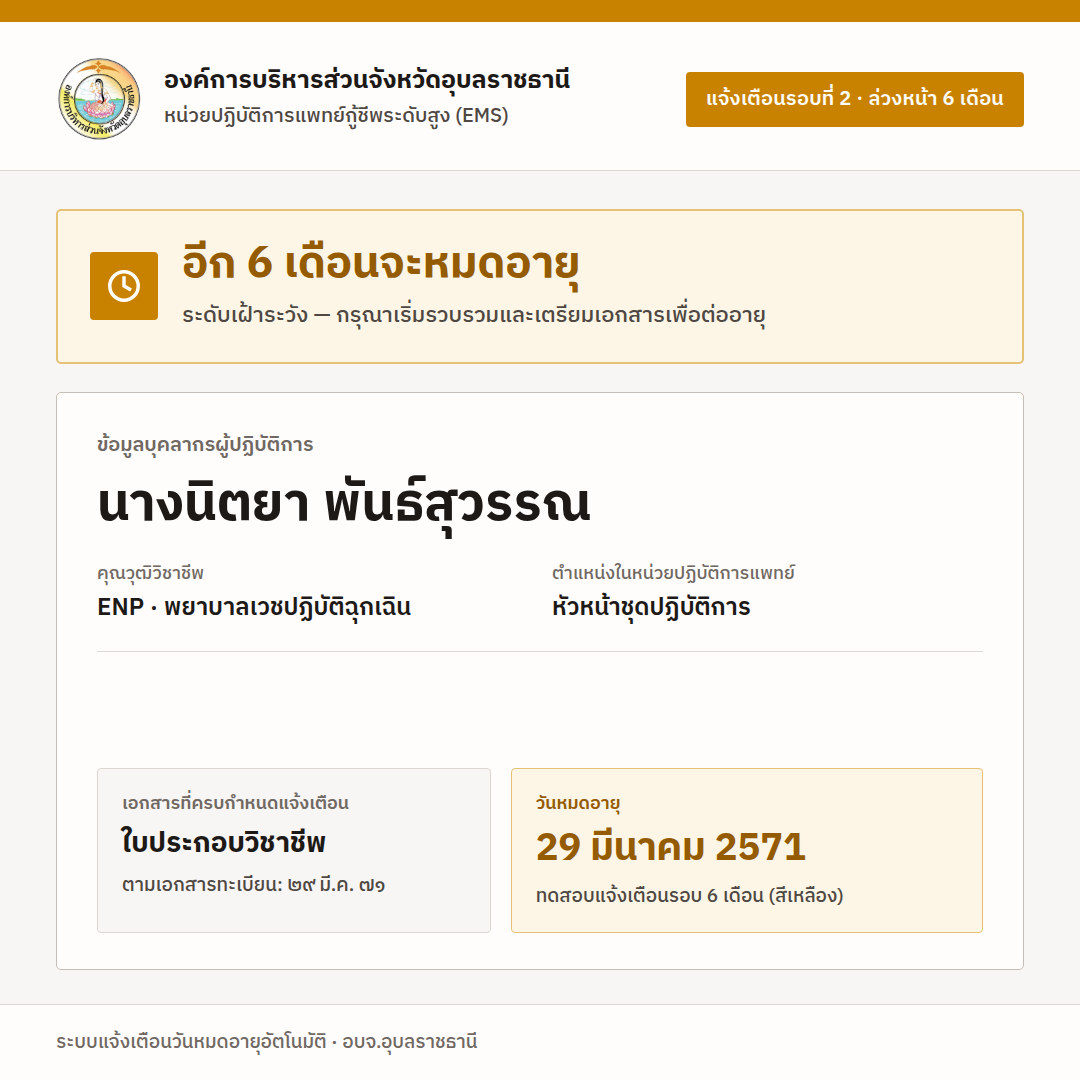 องค์การบริหารส่วนจังหวัดอุบลราชธานี
หน่วยปฏิบัติการแพทย์กู้ชีพระดับสูง (EMS)
แจ้งเตือนรอบที่ 2 · ล่วงหน้า 6 เดือน
อีก 6 เดือนจะหมดอายุ
ระดับเฝ้าระวัง — กรุณาเริ่มรวบรวมและเตรียมเอกสารเพื่อต่ออายุ
ข้อมูลบุคลากรผู้ปฏิบัติการ
นางนิตยา พันธ์สุวรรณ
คุณวุฒิวิชาชีพ
ENP · พยาบาลเวชปฏิบัติฉุกเฉิน
ตำแหน่งในหน่วยปฏิบัติการแพทย์
หัวหน้าชุดปฏิบัติการ
เอกสารที่ครบกำหนดแจ้งเตือน
ใบประกอบวิชาชีพ
ตามเอกสารทะเบียน: ๒๙ มี.ค. ๗๑
วันหมดอายุ
29 มีนาคม 2571
ทดสอบแจ้งเตือนรอบ 6 เดือน (สีเหลือง)
ระบบแจ้งเตือนวันหมดอายุอัตโนมัติ · อบจ.อุบลราชธานี